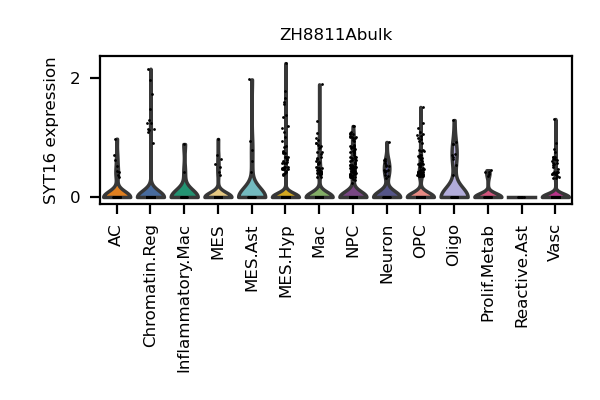 ZH8811Abulk
SYT16 expression
2
0
AC
Chromatin.Reg
Inflammatory.Mac
MES
MES.Ast
MES.Hyp
Mac
NPC
Neuron
OPC
Oligo
Prolif.Metab
Reactive.Ast
Vasc